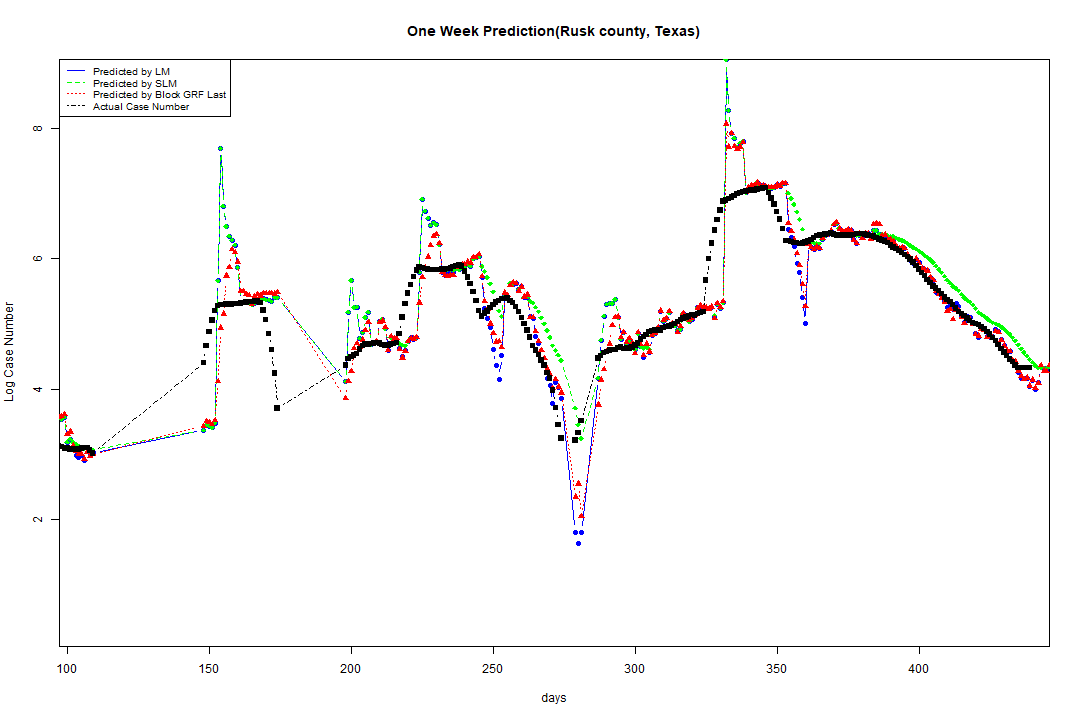 One Week Prediction(Rusk county, Texas)
Predicted by LM
Predicted by SLM
Predicted by Block GRF Last
Actual Case Number
Log Case Number
8
6
4
2
100 150 200 250 300 350 400
days